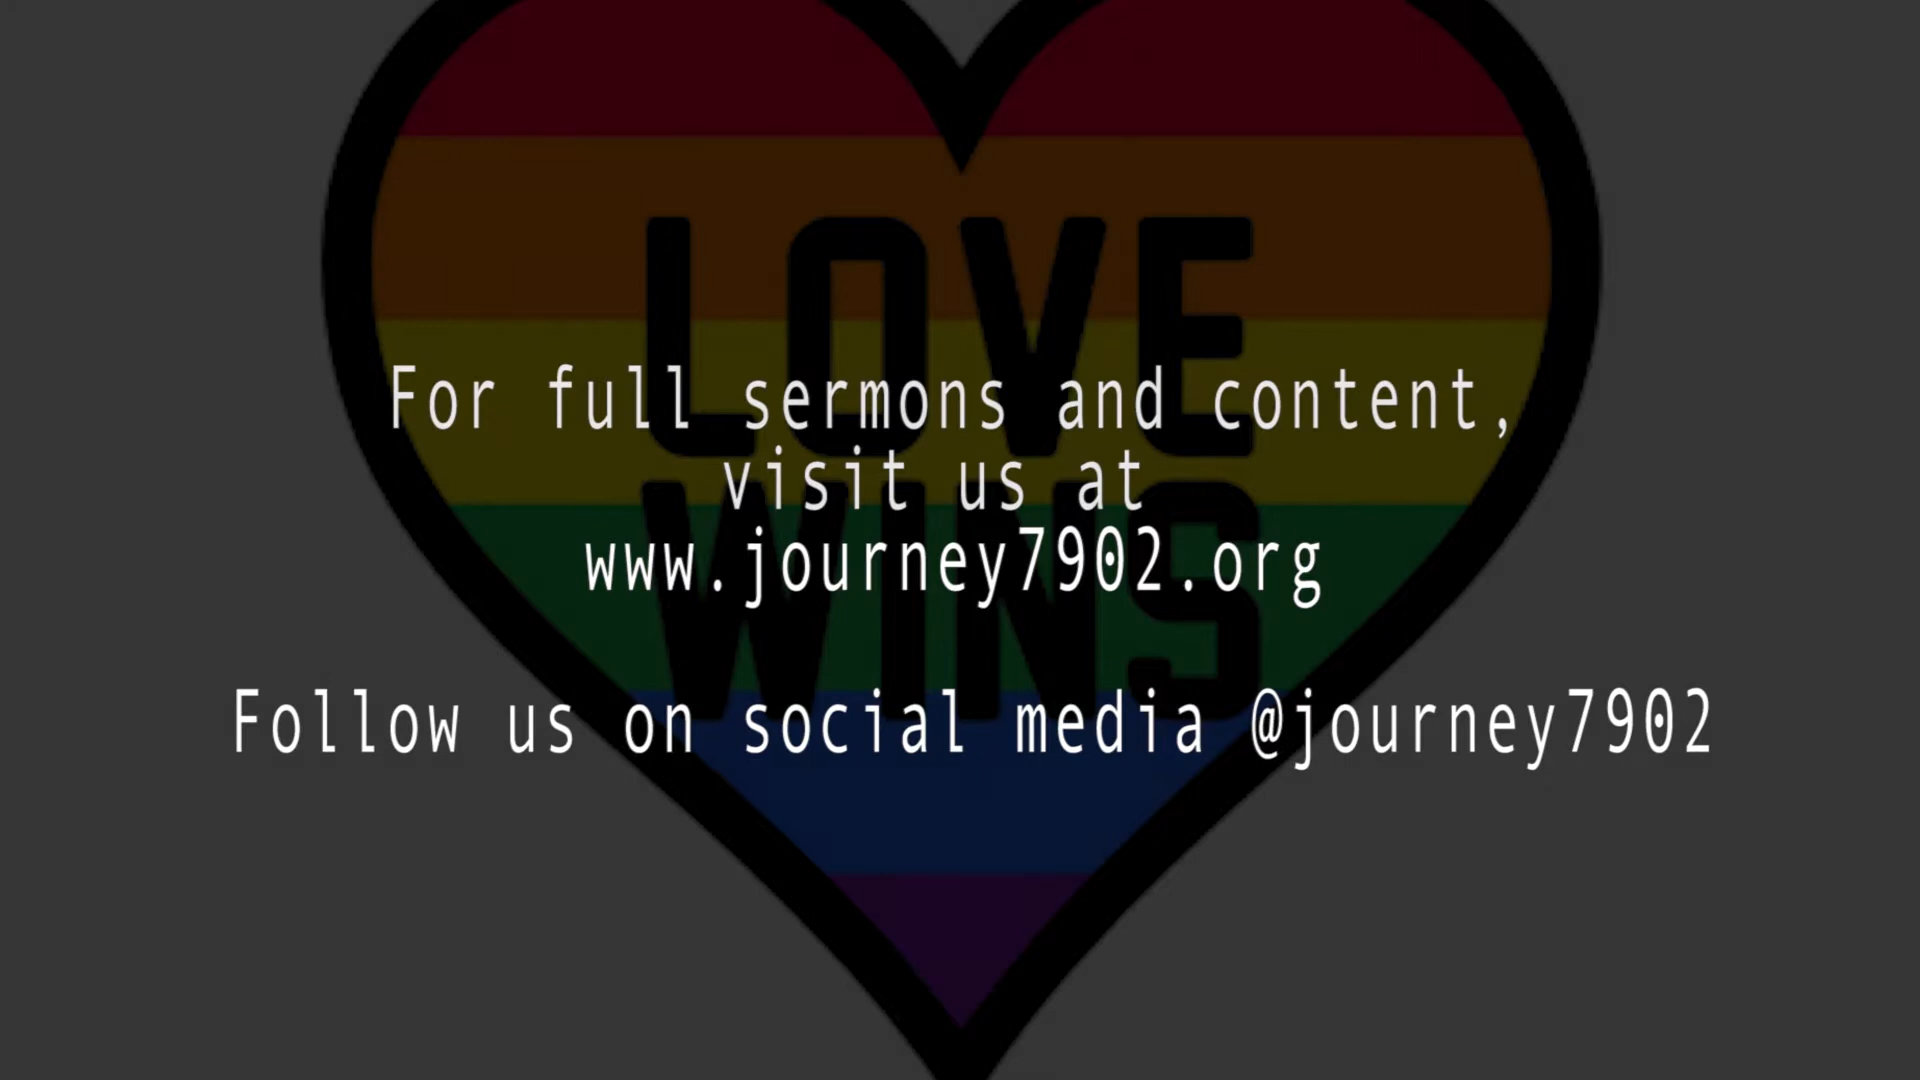 LOVE
WINS
For full sermons and content,
visit us at
www.journey7902.org
Follow us on social media @journey7902